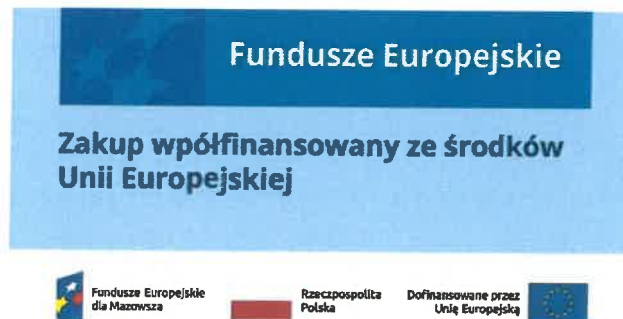 Fundusze Europejskie
Zakup wpółfinansowany ze środków
Unii Europejskiej
Fundusze Europejskie
dla Mazowsza
Rzeczpospolita
Polska
Dofinansowane przez
Unię Europejską